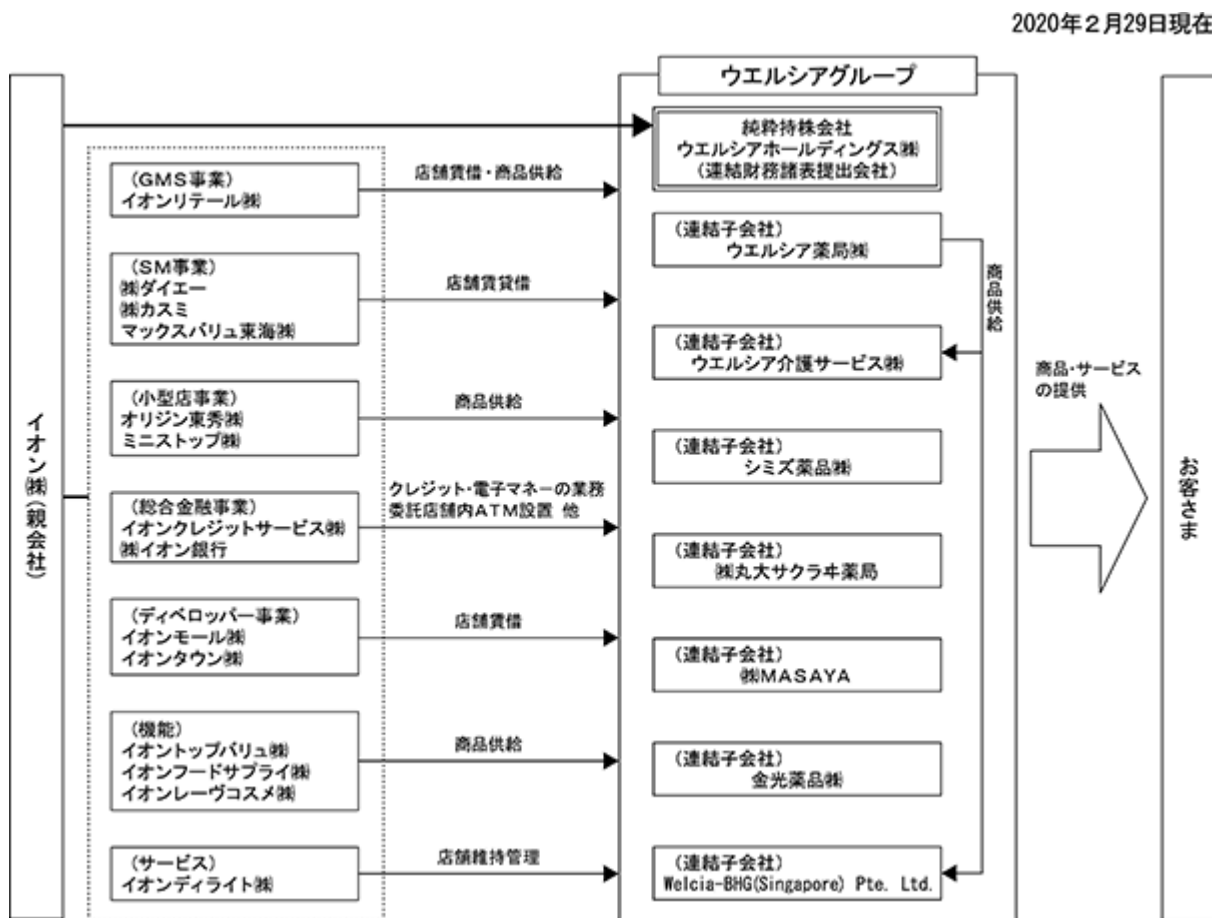 2020年2月29日現在
イオン㈱(親会社)
(GMS事業)
イオンリテール㈱
店舗賃借・商品供給
(SM事業)
㈱ダイエー
㈱カスミ
マックスバリュ東海㈱
店舗賃貸借
(小型店事業)
オリジン東秀㈱
ミニストップ㈱
商品供給
(総合金融事業)
イオンクレジットサービス㈱
㈱イオン銀行
クレジット・電子マネーの業務
委託店舗内ATM設置 他
(ディベロッパー事業)
イオンモール㈱
イオンタウン㈱
店舗賃借
(機能)
イオントップバリュ㈱
イオンフードサプライ㈱
イオンレーヴコスメ㈱
商品供給
(サービス)
イオンディライト㈱
店舗維持管理
ウエルシアグループ
純粋持株会社
ウエルシアホールディングス㈱
(連結財務諸表提出会社)
(連結子会社)
ウエルシア薬局㈱
商品供給
(連結子会社)
ウエルシア介護サービス㈱
(連結子会社)
シミズ薬品㈱
(連結子会社)
㈱丸大サクラヰ薬局
(連結子会社)
㈱MASAYA
(連結子会社)
金光薬品㈱
(連結子会社)
Welcia-BHG(Singapore) Pte. Ltd.
商品・サービス
の提供
お客さま